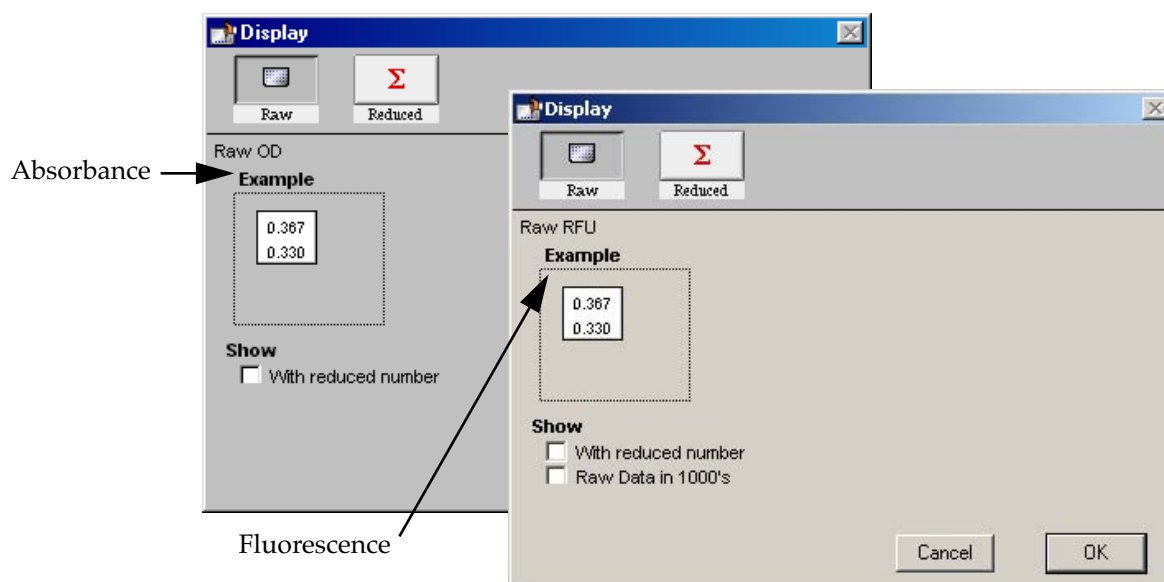 Display
Σ
Raw Reduced
Raw OD
Absorbance
Example
0.367
0.330
Show
With reduced number
Display
Σ
Raw Reduced
Raw RFU
Example
0.367
0.330
Show
With reduced number
Raw Data in 1000's
Fluorescence
Cancel OK